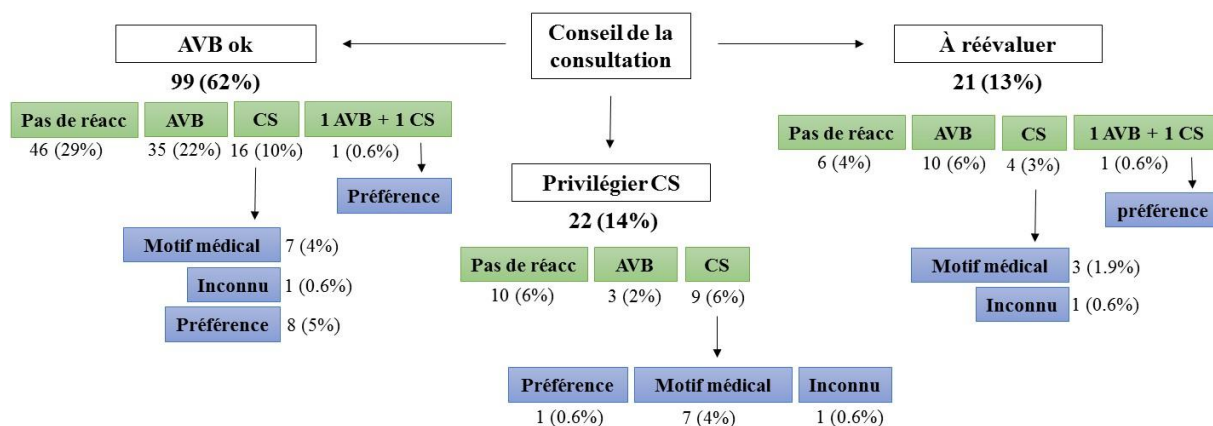 Conseil de la
consultation
AVB ok
99 (62%)
Pas de réacc
46 (29%)
AVB
35 (22%)
CS
16 (10%)
1 AVB + 1 CS
1 (0.6%)
Préférence
Motif médical 7 (4%)
Inconnu 1 (0.6%)
Préférence 8 (5%)
Privilégier CS
22 (14%)
Pas de réacc
10 (6%)
AVB
3 (2%)
CS
9 (6%)
Préférence
1 (0.6%)
Motif médical
7 (4%)
Inconnu
1 (0.6%)
À réévaluer
21 (13%)
Pas de réacc
6 (4%)
AVB
10 (6%)
CS
4 (3%)
1 AVB + 1 CS
1 (0.6%)
préférence
Motif médical 3 (1.9%)
Inconnu 1 (0.6%)